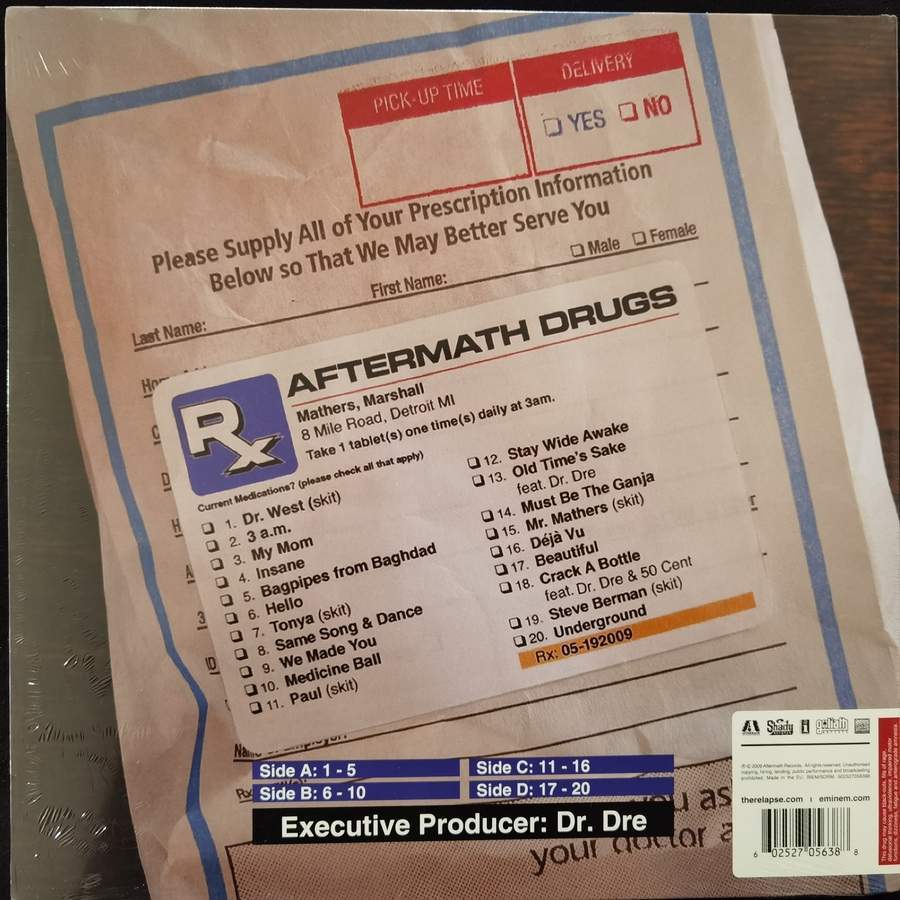 PICK-UP TIME
DELIVERY
YES NO
Please Supply All of Your Prescription Information
Below so That We May Better Serve You
Male Female
First Name:
Last Name:
AFTERMATH DRUGS
Rx
Mathers, Marshall
8 Mile Road, Detroit MI
Take 1 tablet(s) one time(s) daily at 3am.
Current Medications? (please check all that apply)
1. Dr. West (skit)
2. 3 a.m.
3. My Mom
4. Insane
5. Bagpipes from Baghdad
6. Hello
7. Tonya (skit)
8. Same Song & Dance
9. We Made You
10. Medicine Ball
11. Paul (skit)
12. Stay Wide Awake
13. Old Time's Sake
feat. Dr. Dre
14. Must Be The Ganja
15. Mr. Mathers (skit)
16. Déjà Vu
17. Beautiful
18. Crack A Bottle
feat. Dr. Dre & 50 Cent
19. Steve Berman (skit)
20. Underground
Rx: 05-192009
Side A: 1 - 5
Side B: 6 - 10
Side C: 11 - 16
Side D: 17 - 20
Executive Producer: Dr. Dre
you as
your doctor a
Shady
goliath
therelapse.com | eminem.com
6 02527 05638 8